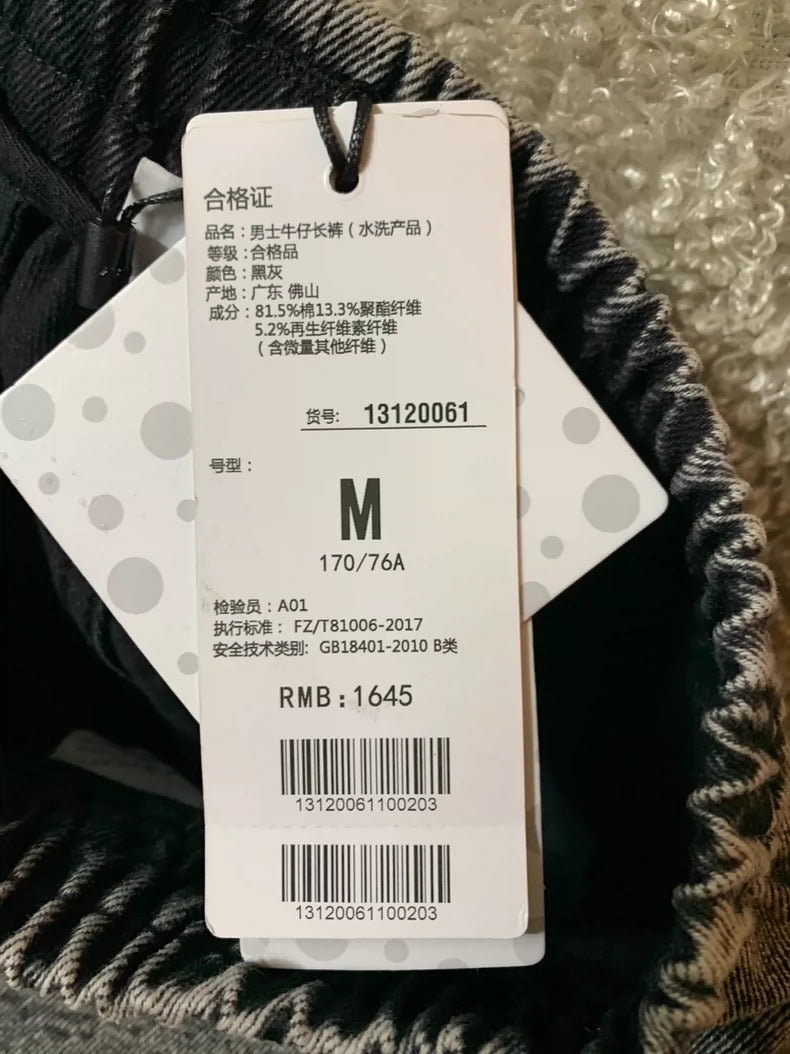 合格证
品名：男士牛仔长裤（水洗产品）
等级：合格品
颜色：黑灰
产地：广东 佛山
成分：81.5%棉13.3%聚酯纤维
5.2%再生纤维素纤维
（含微量其他纤维）
货号: 13120061
号型：
M
170/76A
检验员：A01
执行标准： FZ/T81006-2017
安全技术类别: GB18401-2010 B类
RMB：1645
13120061100203
13120061100203